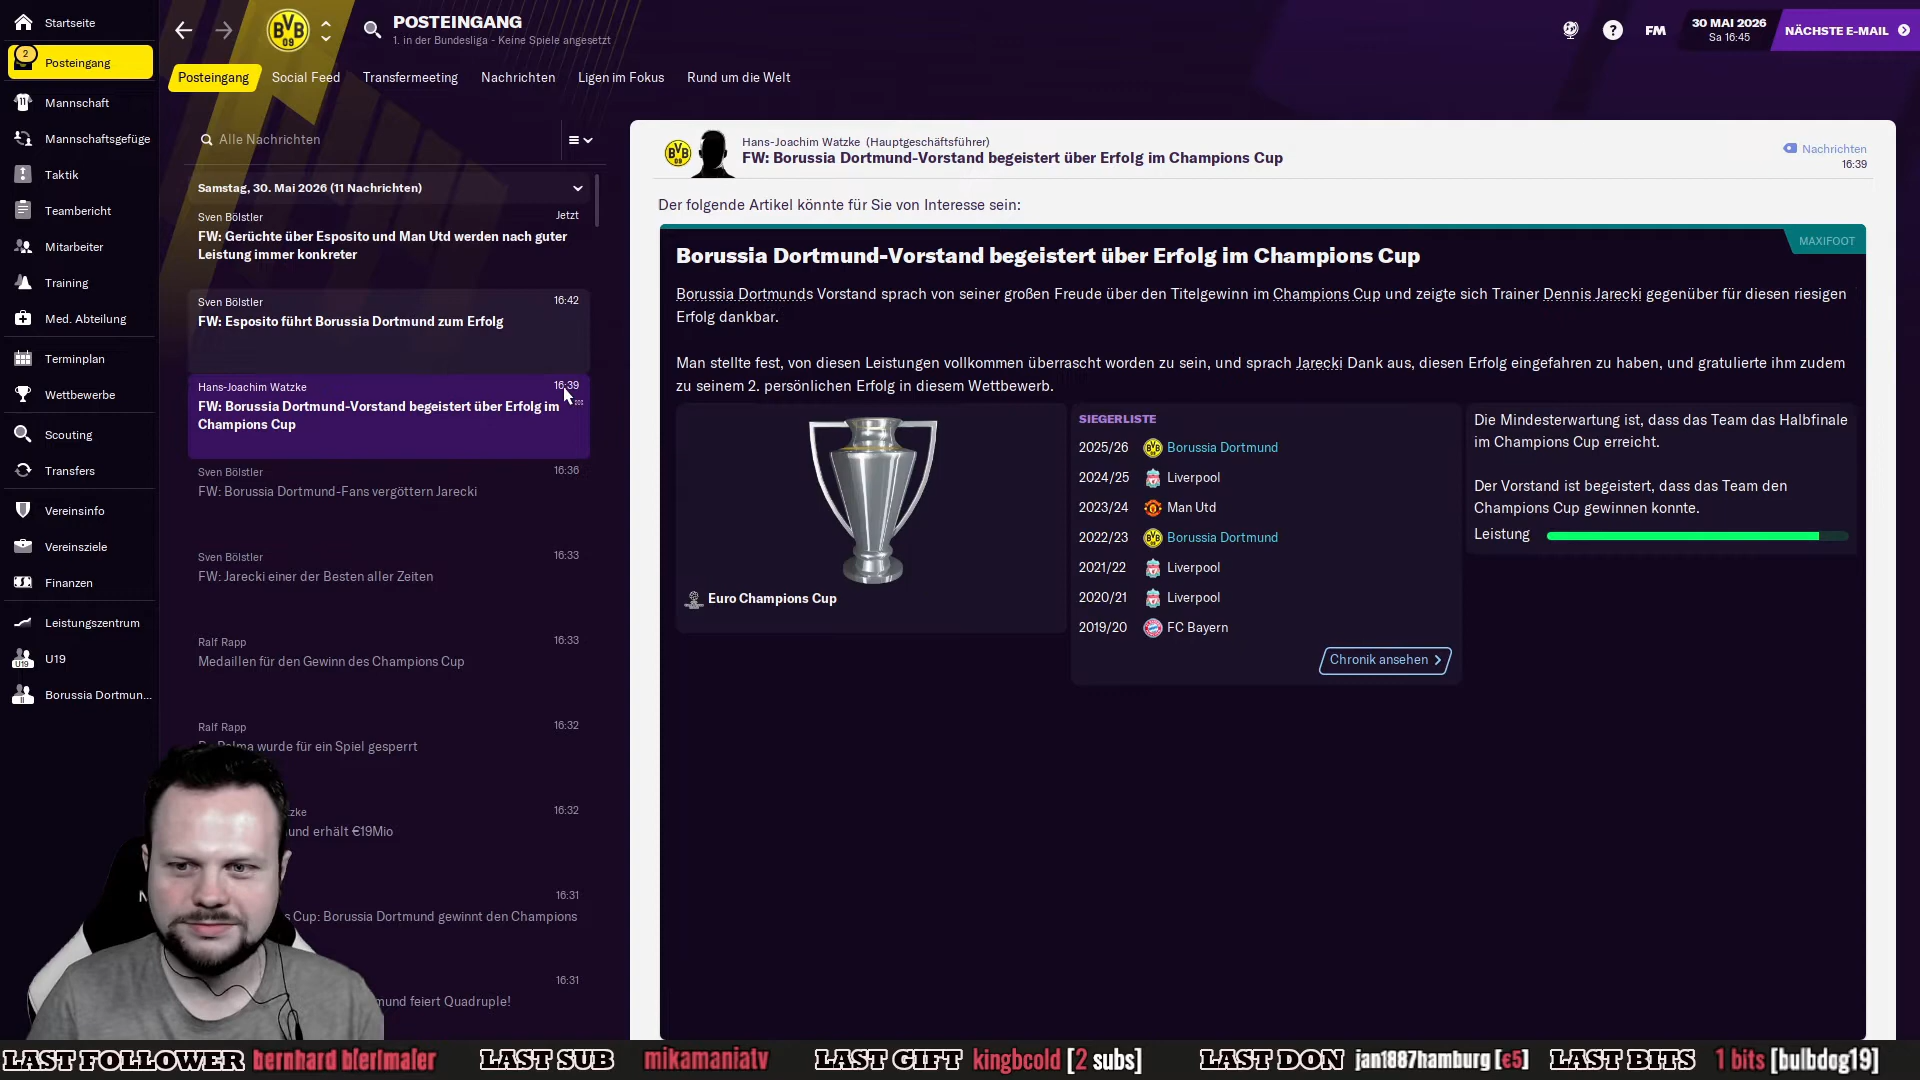 Startseite
2
Posteingang
Mannschaft
Mannschaftsgefüge
Taktik
Teambericht
Mitarbeiter
Training
Med. Abteilung
Terminplan
Wettbewerbe
Scouting
Transfers
Vereinsinfo
Vereinsziele
Finanzen
Leistungszentrum
U19
U19
Borussia Dortmun...
BVB
09
POSTEINGANG
1. in der Bundesliga - Keine Spiele angesetzt
?
FM
30 MAI 2026
Sa 16:45
NÄCHSTE E-MAIL
Posteingang
Social Feed
Transfermeeting
Nachrichten
Ligen im Fokus
Rund um die Welt
Alle Nachrichten
Samstag, 30. Mai 2026 (11 Nachrichten)
Sven Bölstler
Jetzt
FW: Gerüchte über Esposito und Man Utd werden nach guter
Leistung immer konkreter
Sven Bölstler
16:42
FW: Esposito führt Borussia Dortmund zum Erfolg
Hans-Joachim Watzke
16:39
FW: Borussia Dortmund-Vorstand begeistert über Erfolg im
Champions Cup
Sven Bölstler
16:36
FW: Borussia Dortmund-Fans vergöttern Jarecki
Sven Bölstler
16:33
FW: Jarecki einer der Besten aller Zeiten
Ralf Rapp
16:33
Medaillen für den Gewinn des Champions Cup
Ralf Rapp
16:32
wurde für ein Spiel gesperrt
tzke
16:32
und erhält €19Mio
16:31
s Cup: Borussia Dortmund gewinnt den Champions
16:31
mund feiert Quadruple!
Hans-Joachim Watzke (Hauptgeschäftsführer)
FW: Borussia Dortmund-Vorstand begeistert über Erfolg im Champions Cup
Nachrichten
16:39
Der folgende Artikel könnte für Sie von Interesse sein:
MAXIFOOT
Borussia Dortmund-Vorstand begeistert über Erfolg im Champions Cup
Borussia Dortmunds Vorstand sprach von seiner großen Freude über den Titelgewinn im Champions Cup und zeigte sich Trainer Dennis Jarecki gegenüber für diesen riesigen
Erfolg dankbar.
Man stellte fest, von diesen Leistungen vollkommen überrascht worden zu sein, und sprach Jarecki Dank aus, diesen Erfolg eingefahren zu haben, und gratulierte ihm zudem
zu seinem 2. persönlichen Erfolg in diesem Wettbewerb.
Euro Champions Cup
SIEGERLISTE
2025/26 Borussia Dortmund
2024/25 Liverpool
2023/24 Man Utd
2022/23 Borussia Dortmund
2021/22 Liverpool
2020/21 Liverpool
2019/20 FC Bayern
Chronik ansehen
Die Mindesterwartung ist, dass das Team das Halbfinale
im Champions Cup erreicht.
Der Vorstand ist begeistert, dass das Team den
Champions Cup gewinnen konnte.
Leistung
LAST FOLLOWER bernhard bierlmaier
LAST SUB mikamaniatv
LAST GIFT kingbcold [2 subs]
LAST DON jan1887hamburg [€5]
LAST BITS 1 bits [bulbdog19]